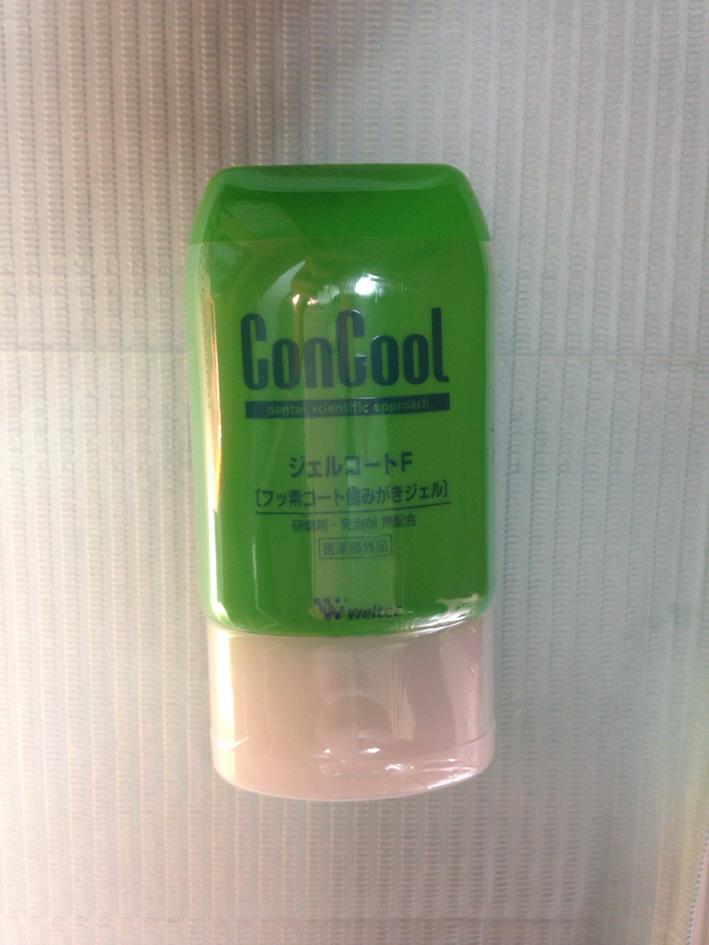 ConCool
dental scientific approach
ジェルコートF
［フッ素コート歯みがきジェル］
研磨剤・発泡剤 無配合
医薬部外品
Weltec